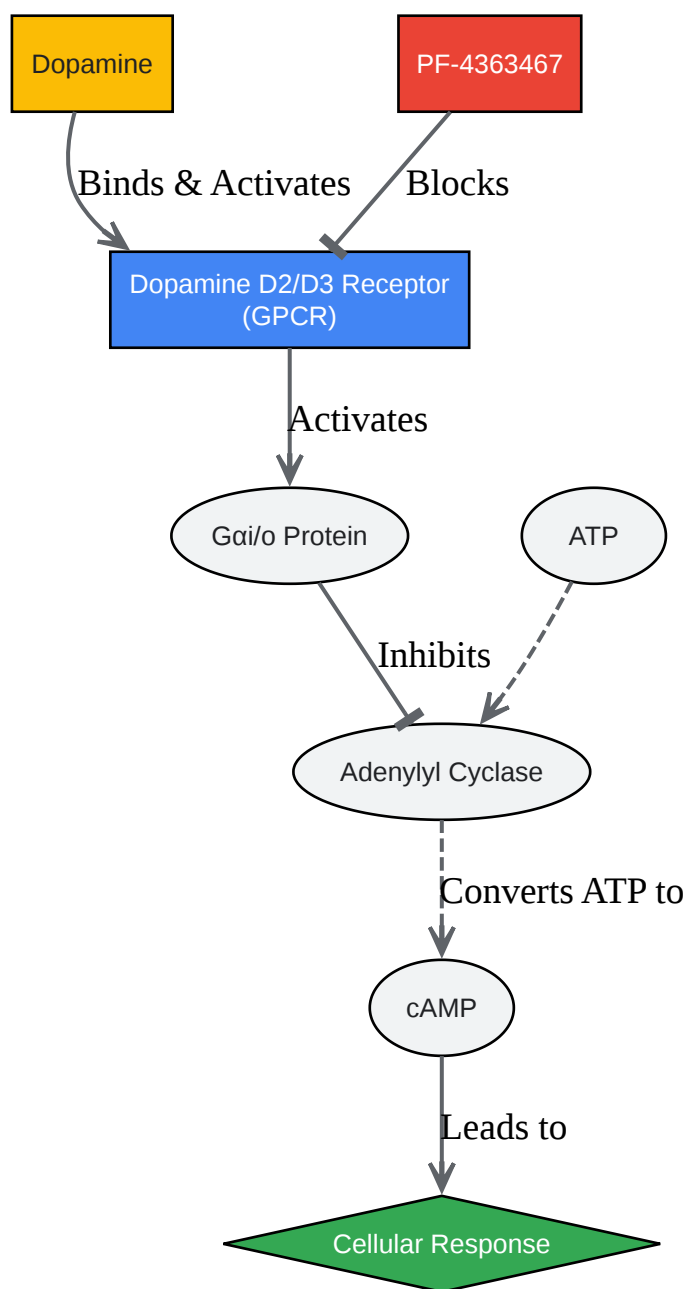 Dopamine
PF-4363467
Binds & Activates
Blocks
Dopamine D2/D3 Receptor
(GPCR)
Activates
Gαi/o Protein
ATP
Inhibits
Adenylyl Cyclase
Converts ATP to
cAMP
Leads to
Cellular Response